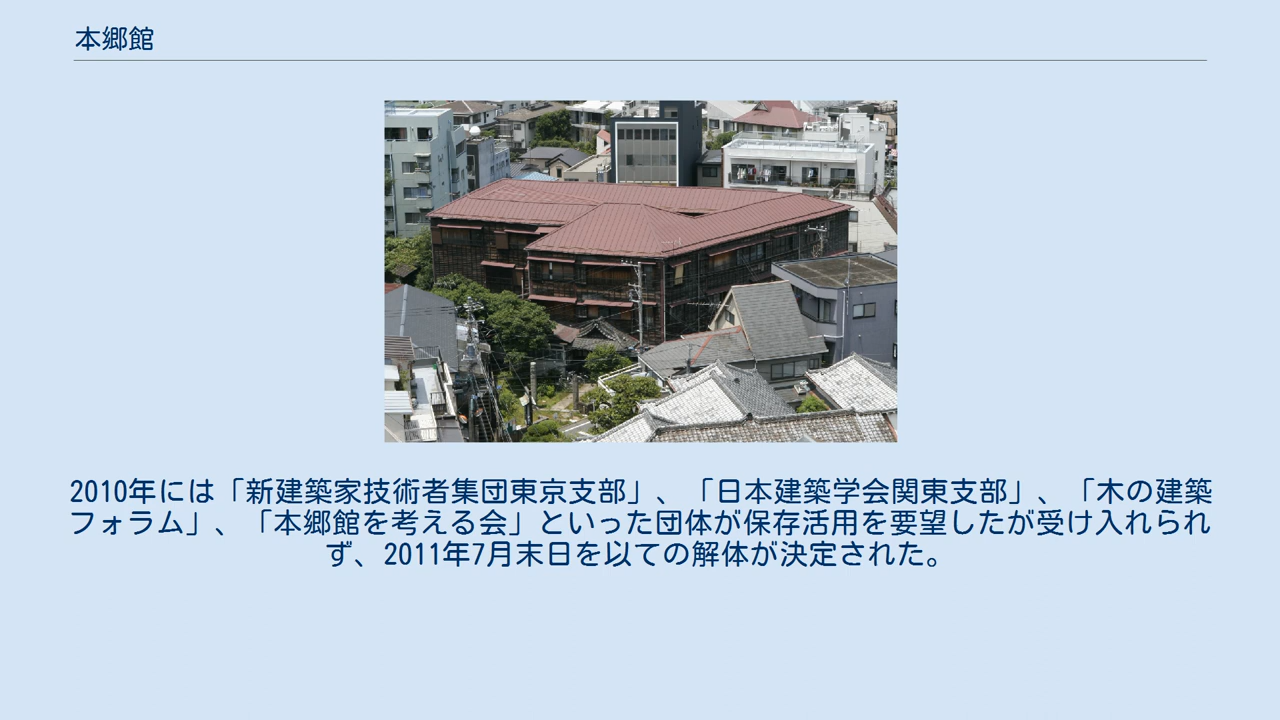 本郷館
2010年には「新建築家技術者集団東京支部」、「日本建築学会関東支部」、「木の建築
フォラム」、「本郷館を考える会」といった団体が保存活用を要望したが受け入れられ
ず、2011年7月末日を以ての解体が決定された。